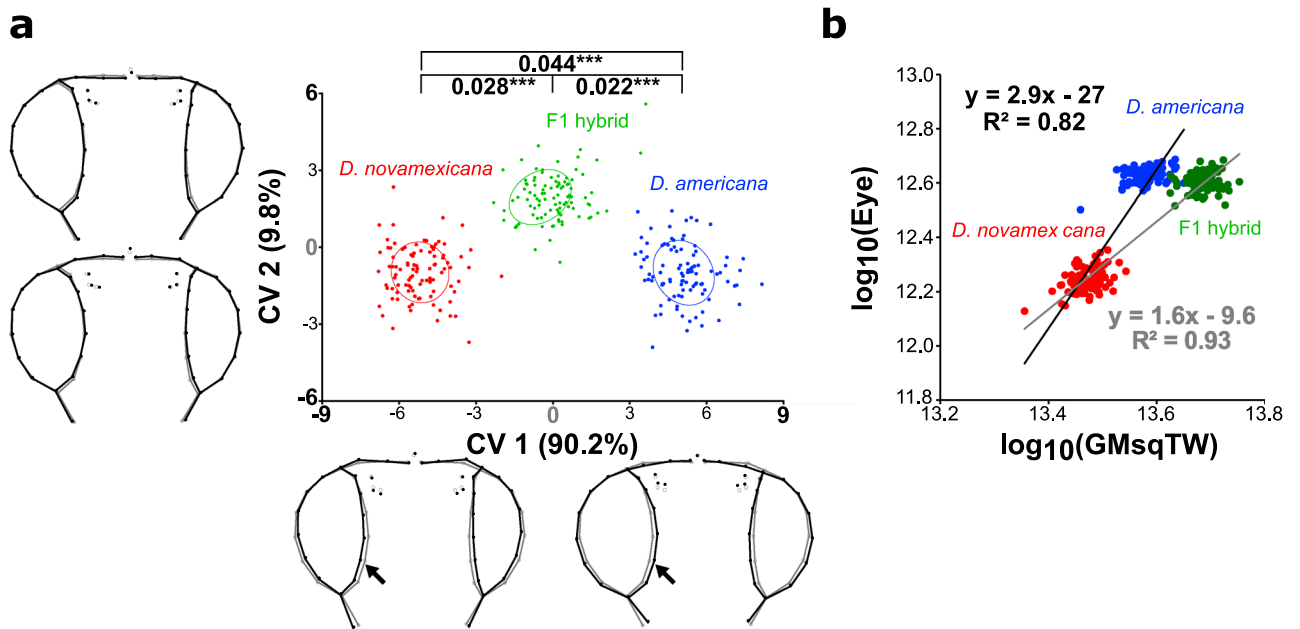 a
0.044***
0.028*** 0.022***
6
3
0
-3
-6
CV 2 (9.8%)
F1 hybrid
D. novamexicana
D. americana
-9 -6 -3 0 3 6 9
CV 1 (90.2%)
b
13.0
12.8
12.6
12.4
12.2
12.0
11.8
log10(Eye)
y = 2.9x - 27
R² = 0.82
D. americana
D. novamex cana
F1 hybrid
y = 1.6x - 9.6
R² = 0.93
13.2 13.4 13.6 13.8
log10(GMsqTW)